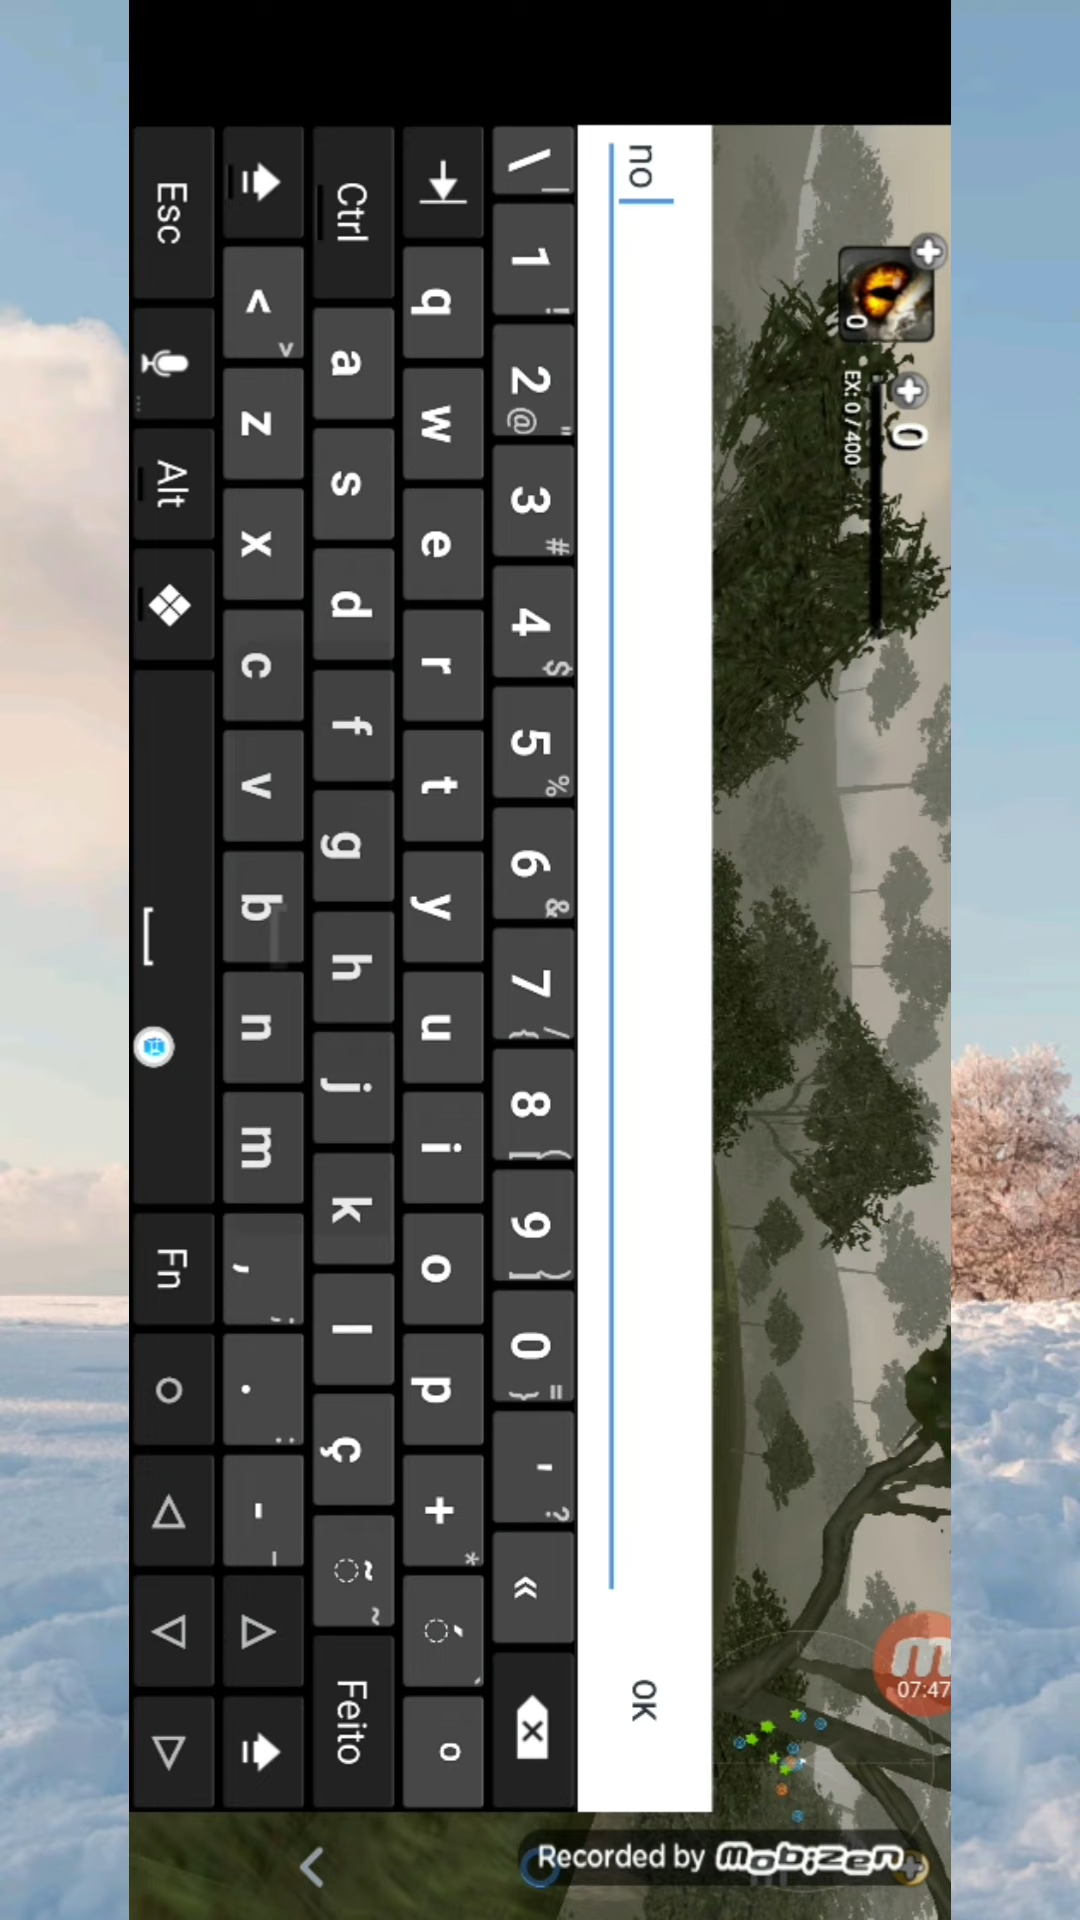 0
0
EX: 0 / 400
no
OK
\ | 1 ! 2 " @ 3 # 4 $ 5 % 6 & 7 / { 8 ( [ 9 ) ] 0 = } ' ? «
q w e r t y u i o p + * ´ ` º
Ctrl a s d f g h j k l ç ~ ~ Feito
< > z x c v b n m , ; . : - _
Esc ... Alt Fn
m
07:47
Recorded by mobizen